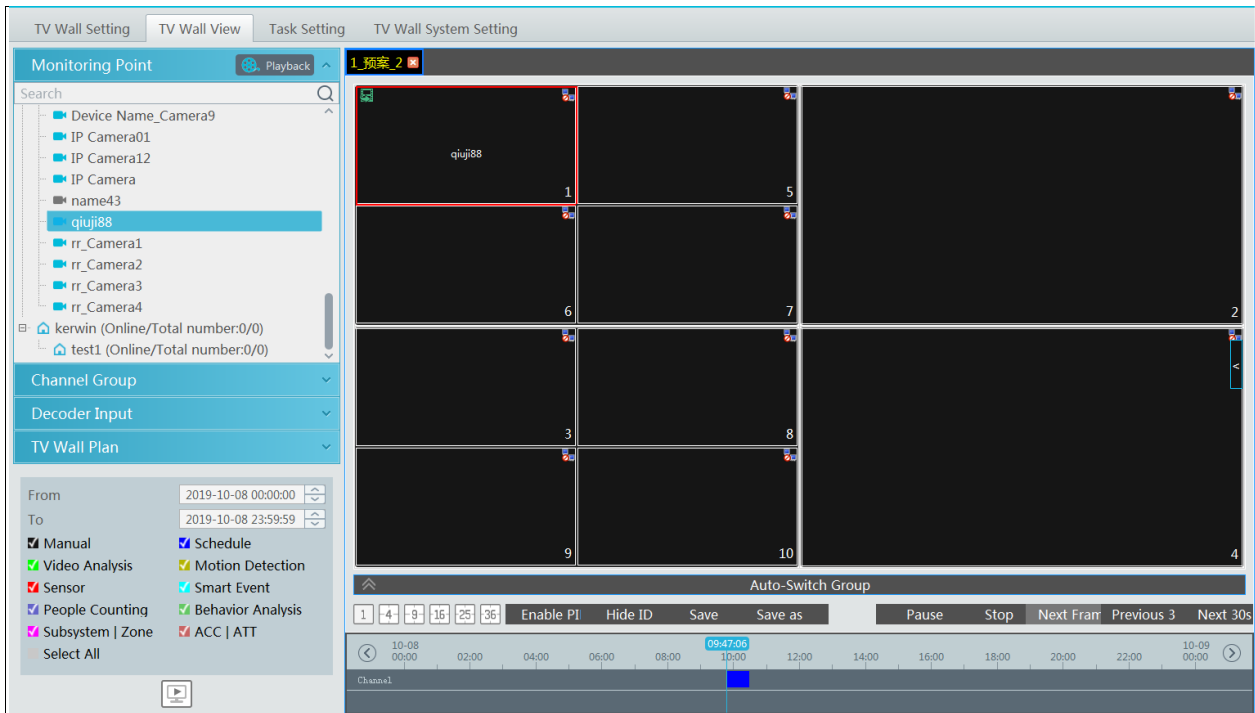 TV Wall Setting TV Wall View Task Setting TV Wall System Setting
Monitoring Point Playback
Search
Device Name_Camera9
IP Camera01
IP Camera12
IP Camera
name43
qiuji88
rr_Camera1
rr_Camera2
rr_Camera3
rr_Camera4
kerwin (Online/Total number:0/0)
test1 (Online/Total number:0/0)
Channel Group
Decoder Input
TV Wall Plan
From 2019-10-08 00:00:00
To 2019-10-08 23:59:59
Manual Schedule
Video Analysis Motion Detection
Sensor Smart Event
People Counting Behavior Analysis
Subsystem | Zone ACC | ATT
Select All
1_预案_2
qiuji88
1 5
6 7 2
<
3 8
9 10 4
Auto-Switch Group
1 4 9 16 25 36 Enable PI Hide ID Save Save as Pause Stop Next Fram Previous 3 Next 30s
09:47:06
10-08 10-09
00:00 02:00 04:00 06:00 08:00 10:00 12:00 14:00 16:00 18:00 20:00 22:00 00:00
Channel